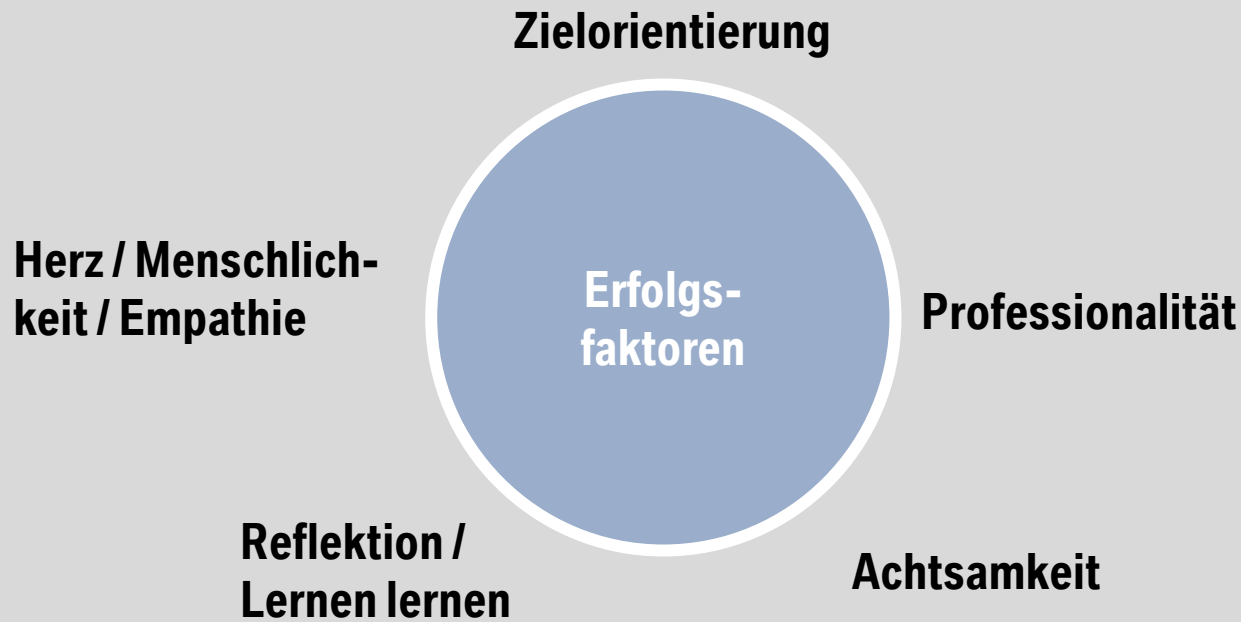 Zielorientierung
Herz / Menschlich-
keit / Empathie
Erfolgs-
faktoren
Professionalität
Reflektion /
Lernen lernen
Achtsamkeit